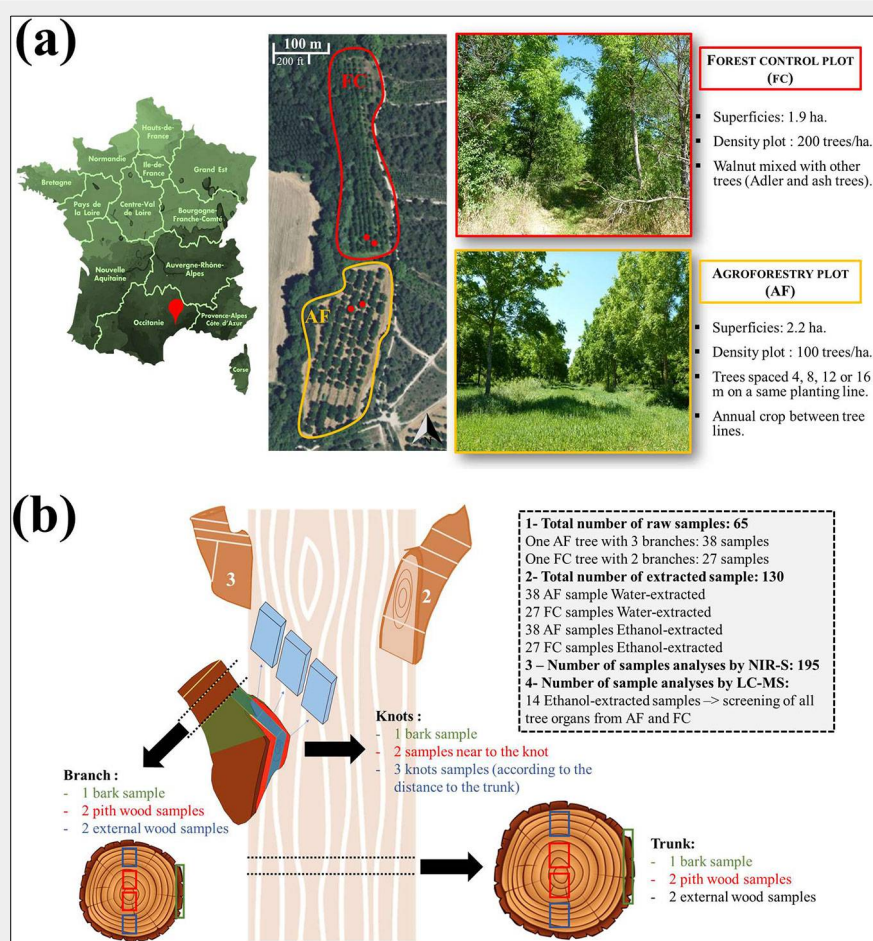 (a)
100 m
200 ft
FC
AF
Hauts-de-
France
Normandie
Ile-de-
France
Grand Est
Bretagne
Pays de
la Loire
Centre-Val
de Loire
Bourgogne
Franche-Comté
Nouvelle
Aquitaine
Auvergne-Rhône-
Alpes
Occitanie
Provence-Alpes
Côte d'Azur
Corse
FOREST CONTROL PLOT
(FC)
▪ Superficies: 1.9 ha.
▪ Density plot : 200 trees/ha.
▪ Walnut mixed with other
trees (Adler and ash trees).
AGROFORESTRY PLOT
(AF)
▪ Superficies: 2.2 ha.
▪ Density plot : 100 trees/ha.
▪ Trees spaced 4, 8, 12 or 16
m on a same planting line.
▪ Annual crop between tree
lines.
(b)
3
2
1- Total number of raw samples: 65
One AF tree with 3 branches: 38 samples
One FC tree with 2 branches: 27 samples
2- Total number of extracted sample: 130
38 AF sample Water-extracted
27 FC samples Water-extracted
38 AF samples Ethanol-extracted
27 FC samples Ethanol-extracted
3 – Number of samples analyses by NIR-S: 195
4- Number of sample analyses by LC-MS:
14 Ethanol-extracted samples –> screening of all
tree organs from AF and FC
Knots :
- 1 bark sample
- 2 samples near to the knot
- 3 knots samples (according to the
distance to the trunk)
Branch :
- 1 bark sample
- 2 pith wood samples
- 2 external wood samples
Trunk:
- 1 bark sample
- 2 pith wood samples
- 2 external wood samples